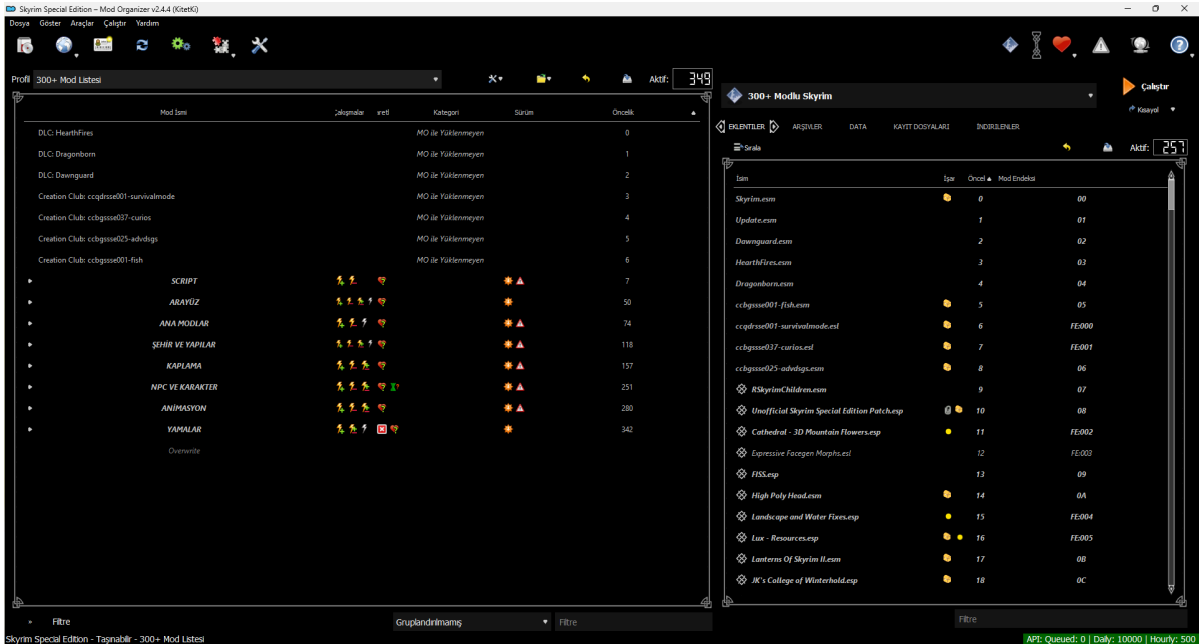 Skyrim Special Edition – Mod Organizer v2.4.4 (KitetKi)
Dosya Göster Araçlar Çalıştır Yardım
Profil 300+ Mod Listesi Aktif: 349
Mod İsmi Çakışmalar Kategori Sürüm Öncelik
DLC: HearthFires MO ile Yüklenmeyen 0
DLC: Dragonborn MO ile Yüklenmeyen 1
DLC: Dawnguard MO ile Yüklenmeyen 2
Creation Club: ccqdrsse001-survivalmode MO ile Yüklenmeyen 3
Creation Club: ccbgssse037-curios MO ile Yüklenmeyen 4
Creation Club: ccbgssse025-advdsgs MO ile Yüklenmeyen 5
Creation Club: ccbgssse001-fish MO ile Yüklenmeyen 6
SCRIPT 7
ARAYÜZ 50
ANA MODLAR 74
ŞEHİR VE YAPILAR 118
KAPLAMA 157
NPC VE KARAKTER 251
ANİMASYON 280
YAMALAR 342
Overwrite
» Filtre Gruplandırılmamış Filtre
300+ Modlu Skyrim
Çalıştır
Kısayol
EKLENTİLER ARŞİVLER DATA KAYIT DOSYALARI İNDİRİLENLER
Sırala Aktif: 257
İsim İşar Öncel Mod Endeksi
Skyrim.esm 0 00
Update.esm 1 01
Dawnguard.esm 2 02
HearthFires.esm 3 03
Dragonborn.esm 4 04
ccbgssse001-fish.esm 5 05
ccqdrsse001-survivalmode.esl 6 FE:000
ccbgssse037-curios.esl 7 FE:001
ccbgssse025-advdsgs.esm 8 06
RSkyrimChildren.esm 9 07
Unofficial Skyrim Special Edition Patch.esp 10 08
Cathedral - 3D Mountain Flowers.esp 11 FE:002
Expressive Facegen Morphs.esl 12 FE:003
FISS.esp 13 09
High Poly Head.esm 14 0A
Landscape and Water Fixes.esp 15 FE:004
Lux - Resources.esp 16 FE:005
Lanterns Of Skyrim II.esm 17 0B
JK's College of Winterhold.esp 18 0C
Filtre
Skyrim Special Edition - Taşınabilir - 300+ Mod Listesi
API: Queued: 0 | Daily: 10000 | Hourly: 500